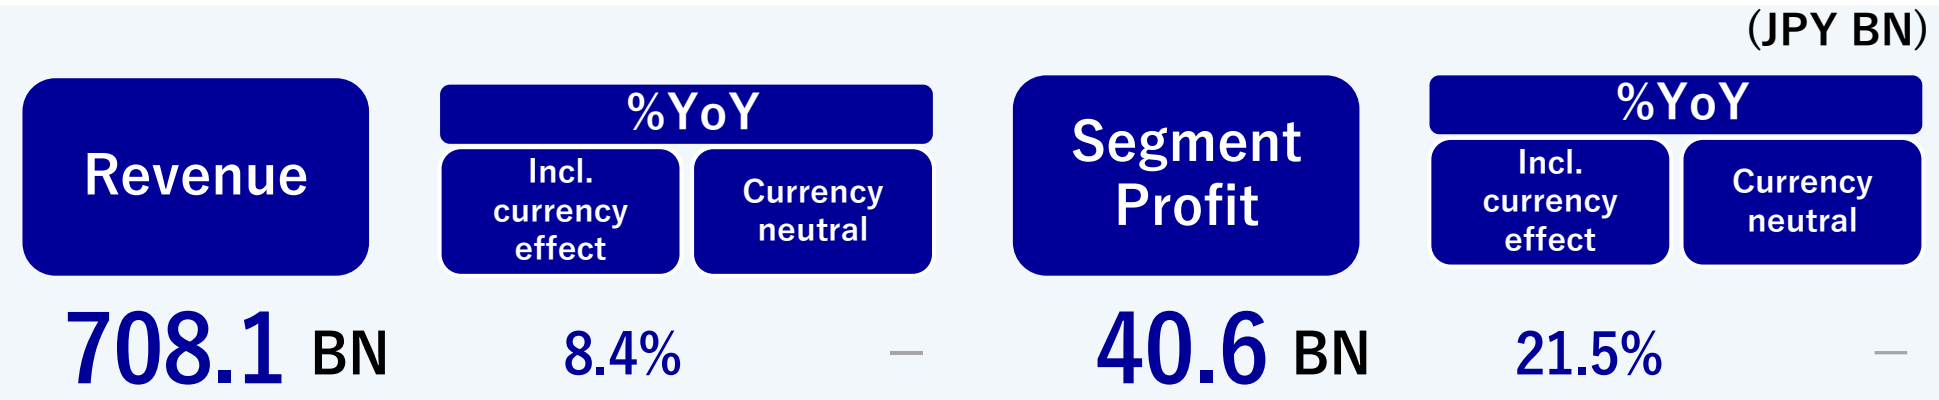 (JPY BN)
Revenue
%YoY
Incl.
currency
effect
Currency
neutral
Segment
Profit
%YoY
Incl.
currency
effect
Currency
neutral
708.1 BN
8.4%
—
40.6 BN
21.5%
—